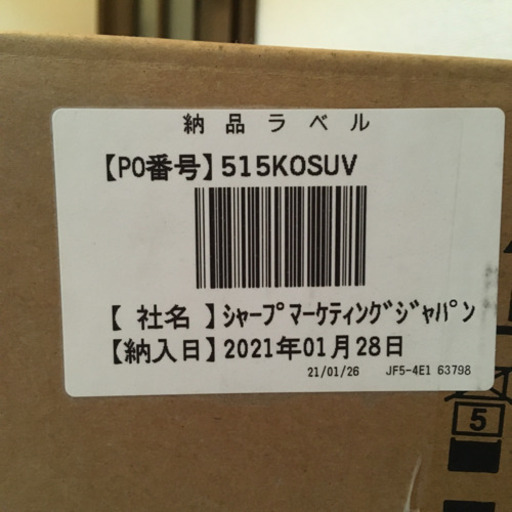 納品ラベル
【PO番号】515KOSUV
【 社名 】ｼｬｰﾌﾟﾏｰｹﾃｨﾝｸﾞｼﾞｬﾊﾟﾝ
【納入日】2021年01月28日
21/01/26 JF5-4E1 63798
5